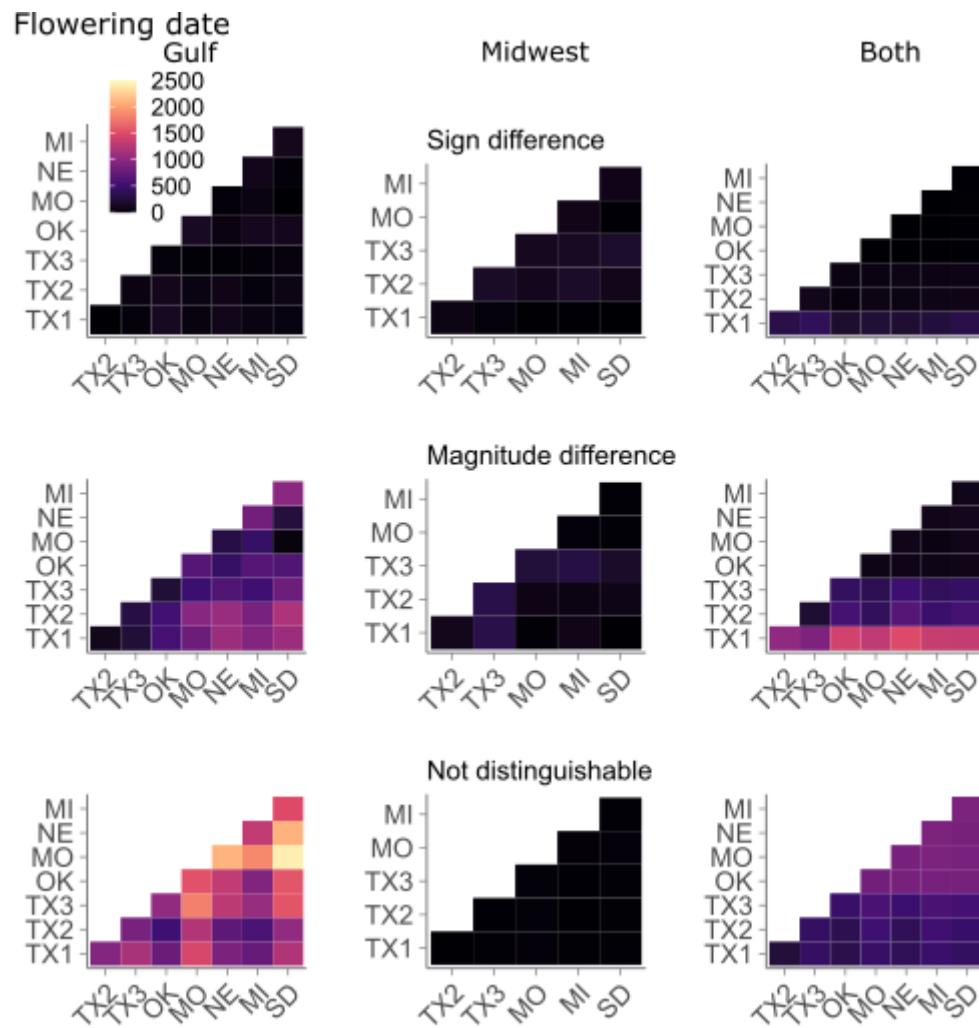 Flowering date
Gulf
Midwest
Both
2500
2000
1500
1000
500
0
MI
NE
MO
OK
TX3
TX2
TX1
TX2
TX3
OK
MO
NE
MI
SD
Sign difference
MI
MO
TX3
TX2
TX1
TX2
TX3
MO
MI
SD
MI
NE
MO
OK
TX3
TX2
TX1
TX2
TX3
OK
MO
NE
MI
SD
MI
NE
MO
OK
TX3
TX2
TX1
TX2
TX3
OK
MO
NE
MI
SD
Magnitude difference
MI
MO
TX3
TX2
TX1
TX2
TX3
MO
MI
SD
MI
NE
MO
OK
TX3
TX2
TX1
TX2
TX3
OK
MO
NE
MI
SD
MI
NE
MO
OK
TX3
TX2
TX1
TX2
TX3
OK
MO
NE
MI
SD
Not distinguishable
MI
MO
TX3
TX2
TX1
TX2
TX3
MO
MI
SD
MI
NE
MO
OK
TX3
TX2
TX1
TX2
TX3
OK
MO
NE
MI
SD